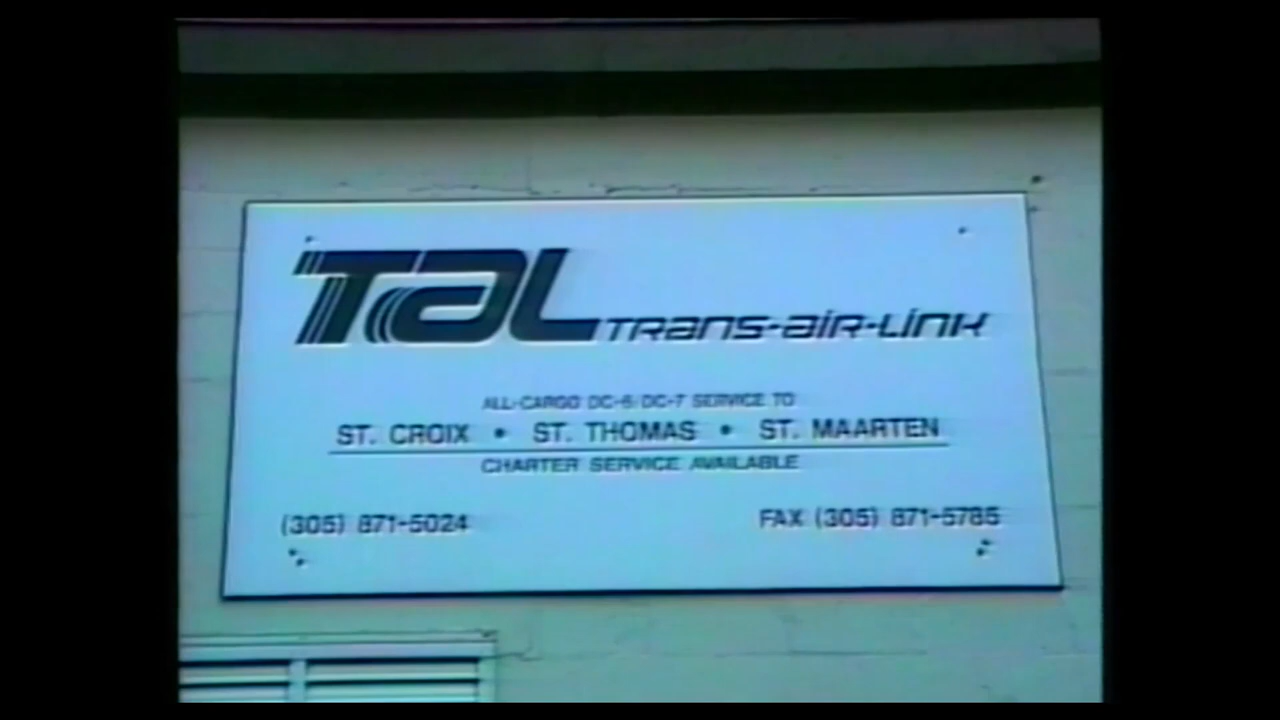 TAL TRANS-AIR-LINK
ALL-CARGO DC-6/DC-7 SERVICE TO
ST. CROIX • ST. THOMAS • ST. MAARTEN
CHARTER SERVICE AVAILABLE
(305) 871-5024 FAX (305) 871-5785